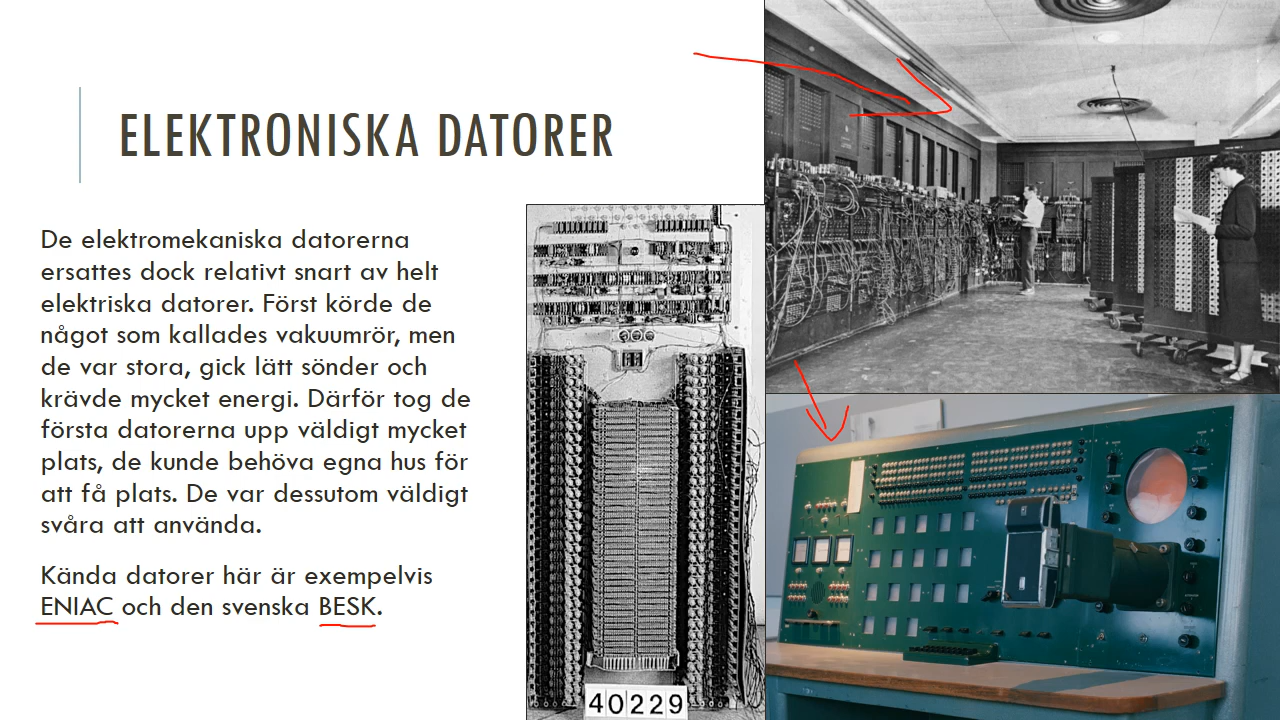 ELEKTRONISKA DATORER
De elektromekaniska datorerna
ersattes dock relativt snart av helt
elektriska datorer. Först körde de
något som kallades vakuumrör, men
de var stora, gick lätt sönder och
krävde mycket energi. Därför tog de
första datorerna upp väldigt mycket
plats, de kunde behöva egna hus för
att få plats. De var dessutom väldigt
svåra att använda.
Kända datorer här är exempelvis
ENIAC och den svenska BESK.
40229